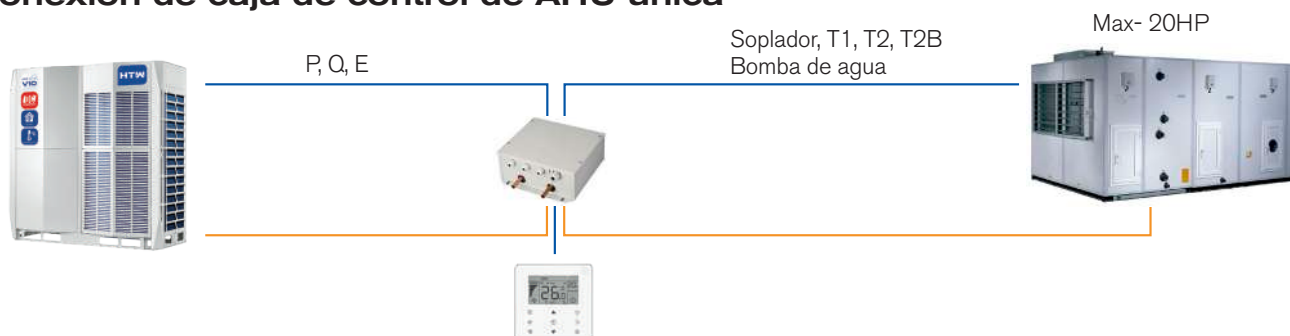 onexión de caja de control de AHU única
Max- 20HP
Soplador, T1, T2, T2B
Bomba de agua
P, Q, E
HTW
V10
26